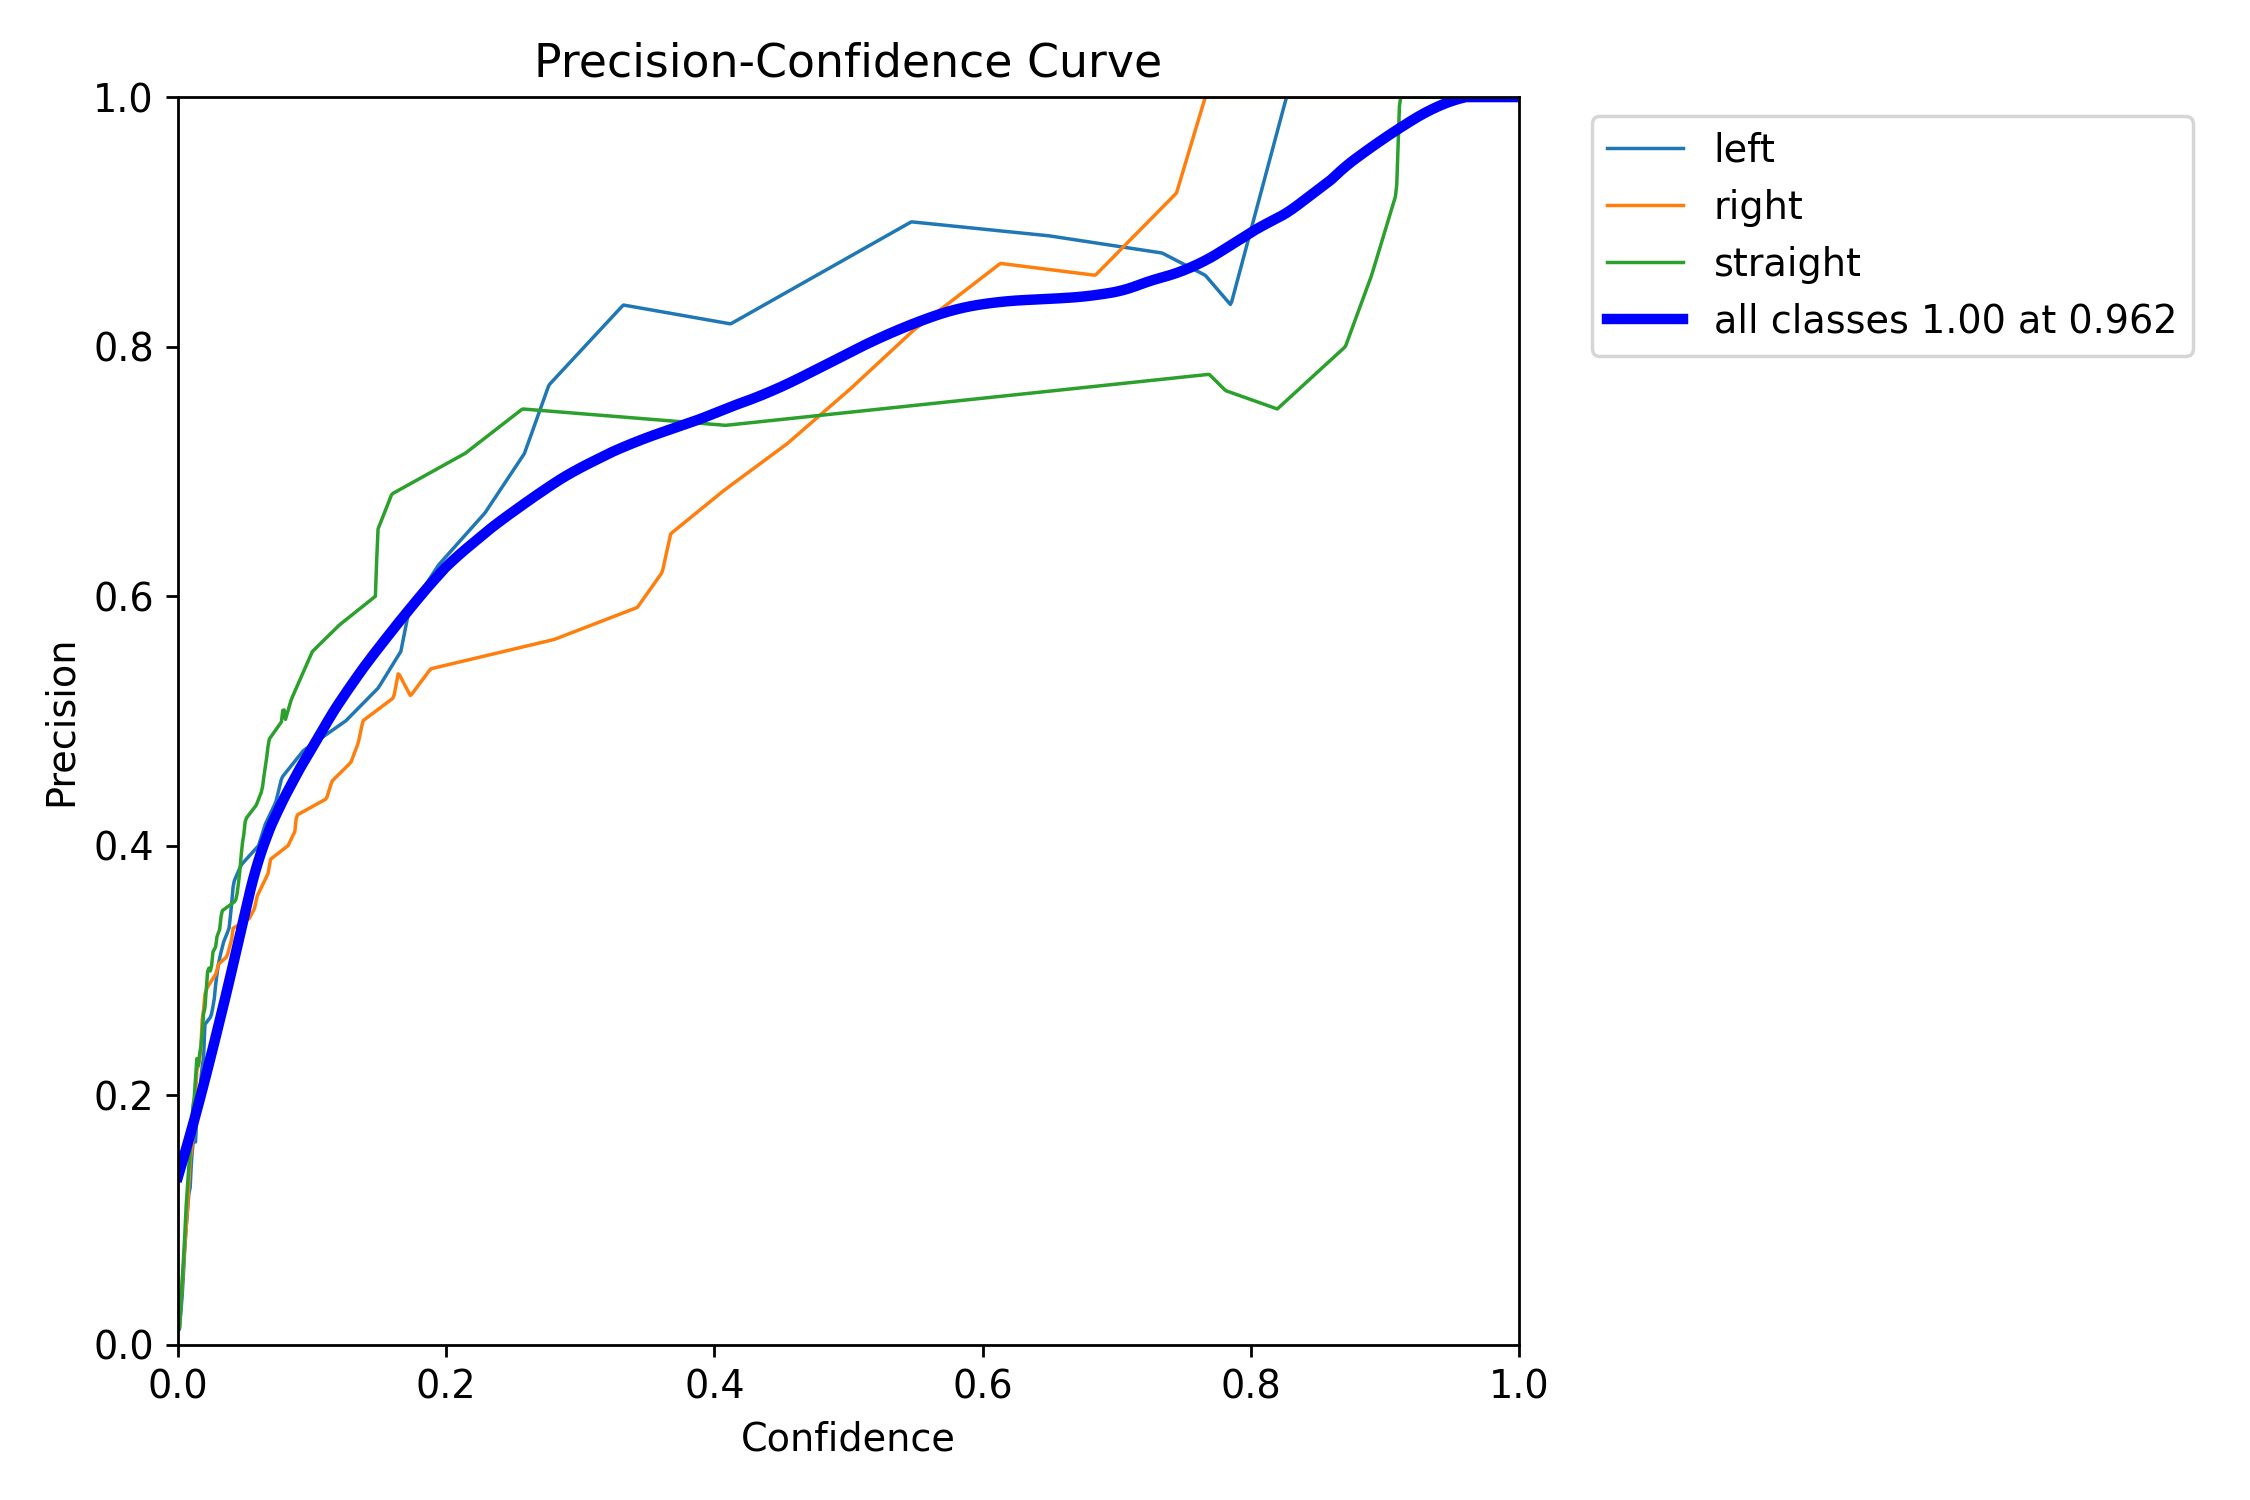 Precision-Confidence Curve
1.0
0.8
0.6
0.4
0.2
0.0
Precision
0.0 0.2 0.4 0.6 0.8 1.0
Confidence
left
right
straight
all classes 1.00 at 0.962